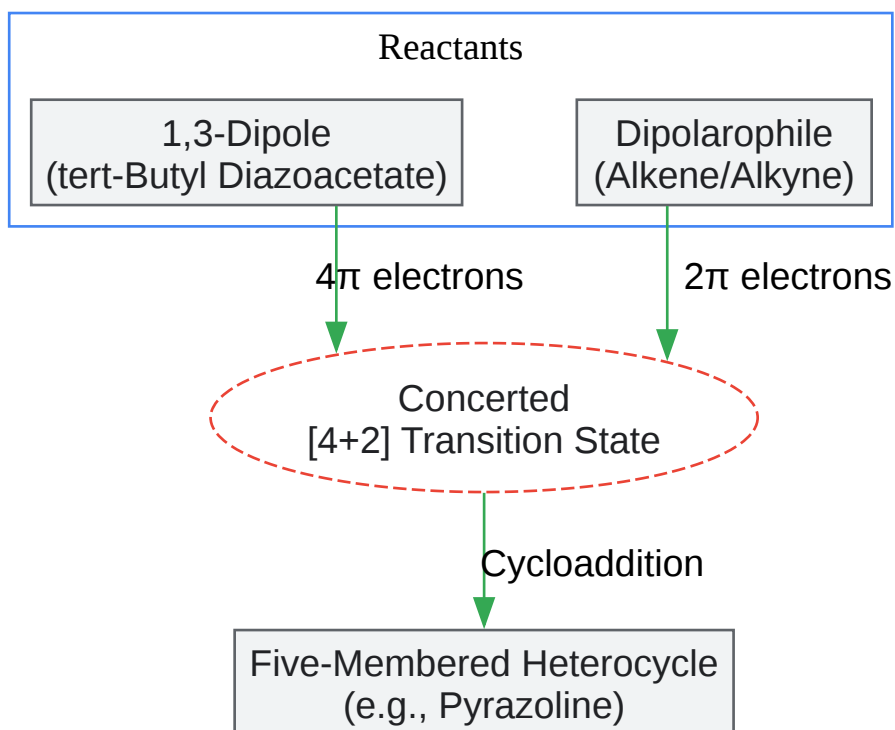 Reactants
1,3-Dipole
(tert-Butyl Diazoacetate)
Dipolarophile
(Alkene/Alkyne)
4π electrons
2π electrons
Concerted
[4+2] Transition State
Cycloaddition
Five-Membered Heterocycle
(e.g., Pyrazoline)